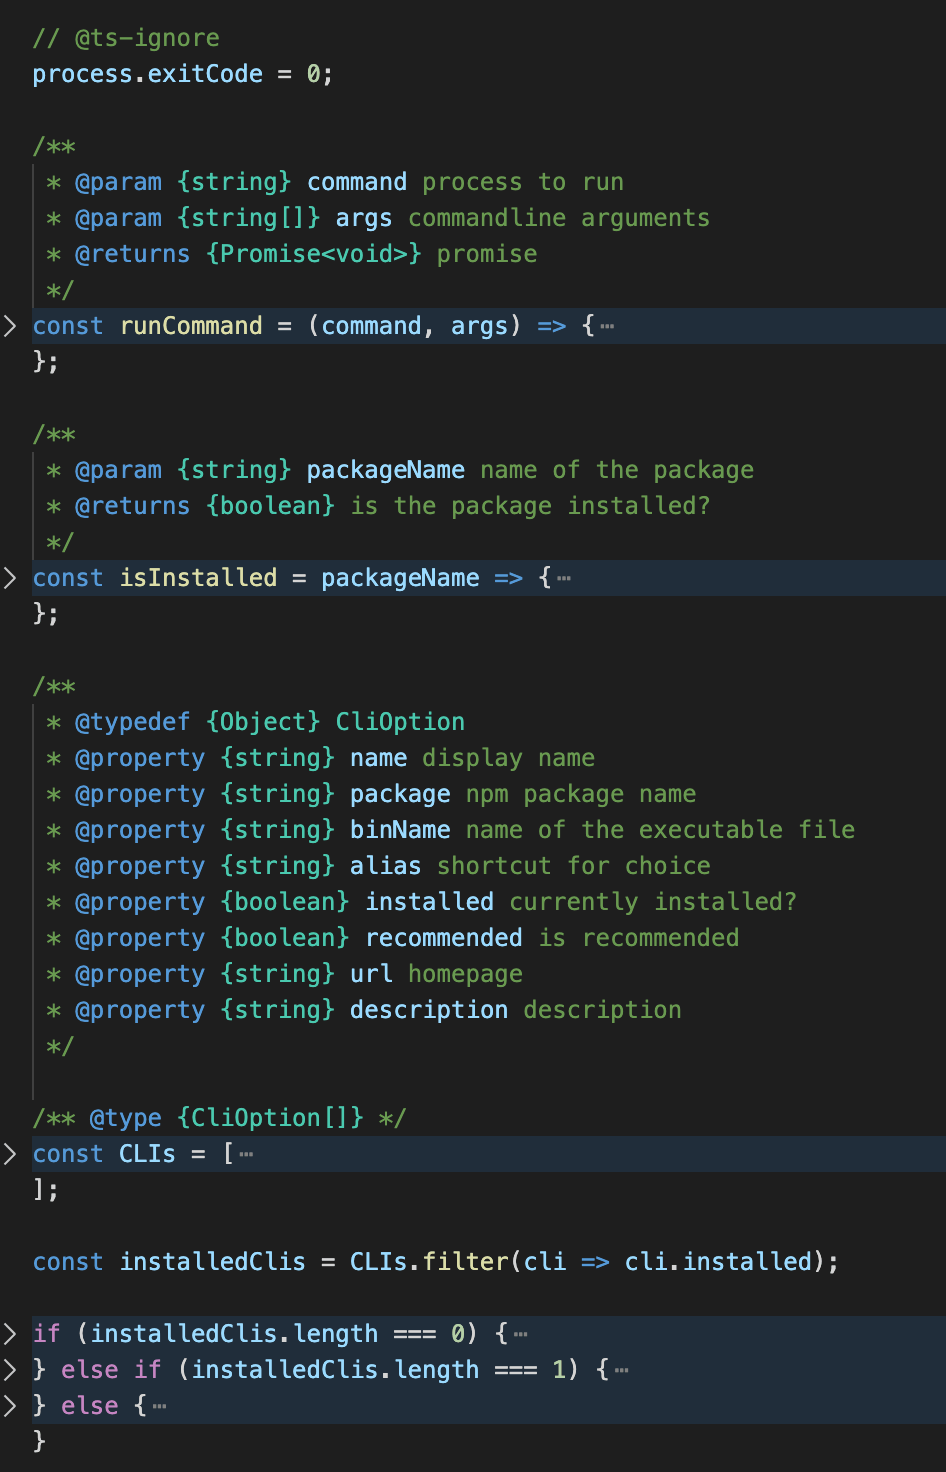 // @ts-ignore
process.exitCode = 0;
/**
* @param {string} command process to run
* @param {string[]} args commandline arguments
* @returns {Promise<void>} promise
*/
const runCommand = (command, args) => {⋯
};
/**
* @param {string} packageName name of the package
* @returns {boolean} is the package installed?
*/
const isInstalled = packageName => {⋯
};
/**
* @typedef {Object} CliOption
* @property {string} name display name
* @property {string} package npm package name
* @property {string} binName name of the executable file
* @property {string} alias shortcut for choice
* @property {boolean} installed currently installed?
* @property {boolean} recommended is recommended
* @property {string} url homepage
* @property {string} description description
*/
/** @type {CliOption[]} */
const CLIs = [⋯
];
const installedClis = CLIs.filter(cli => cli.installed);
if (installedClis.length === 0) {⋯
} else if (installedClis.length === 1) {⋯
} else {⋯
}